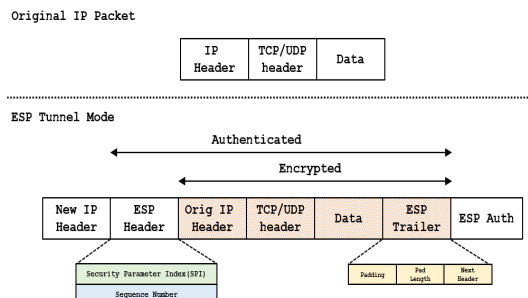 Original IP Packet
IP Header
TCP/UDP header
Data
ESP Tunnel Mode
Authenticated
Encrypted
New IP Header
ESP Header
Orig IP Header
TCP/UDP header
Data
ESP Trailer
ESP Auth
Security Parameter Index(SPI)
Sequence Number
Padding
Pad Length
Next Header